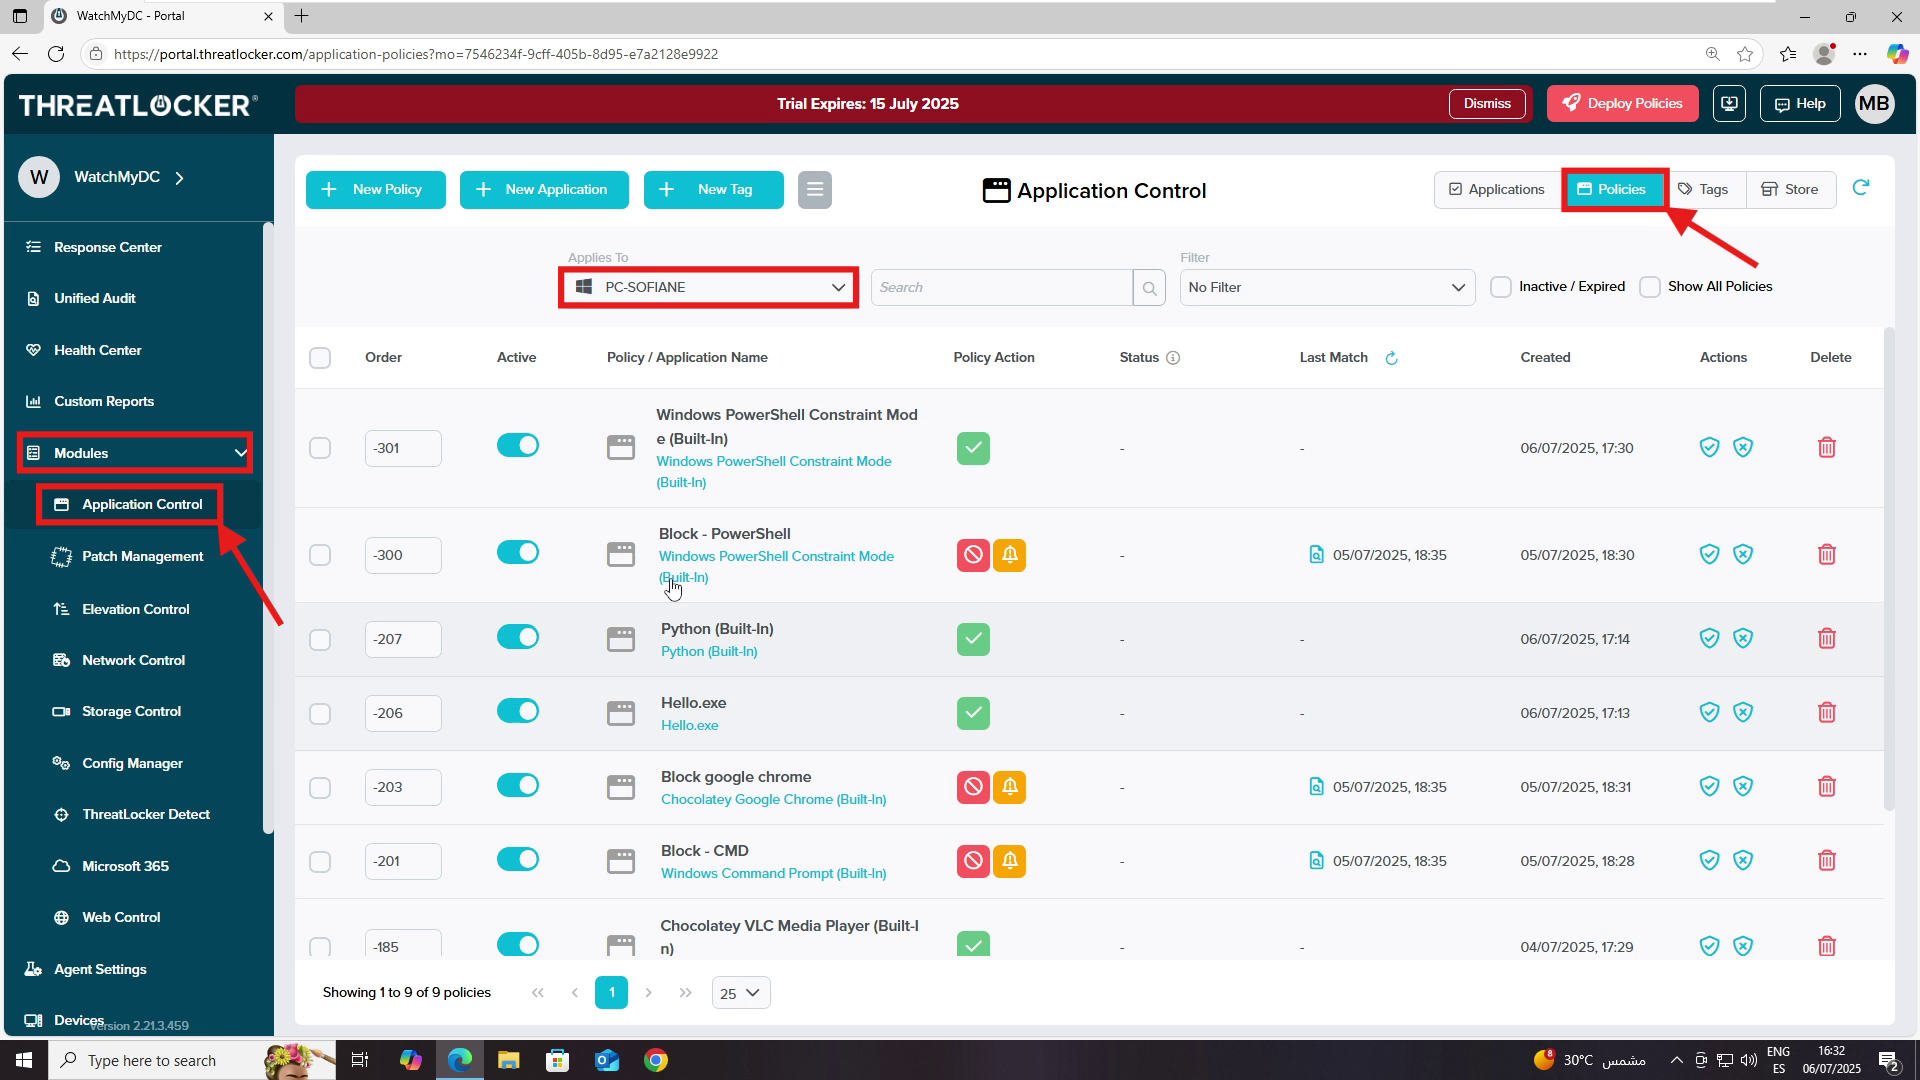 WatchMyDC - Portal
https://portal.threatlocker.com/application-policies?mo=7546234f-9cff-405b-8d95-e7a2128e9922
THREATLOCKER
Trial Expires: 15 July 2025
Dismiss
Deploy Policies
Help
MB
W
WatchMyDC
Response Center
Unified Audit
Health Center
Custom Reports
Modules
Application Control
Patch Management
Elevation Control
Network Control
Storage Control
Config Manager
ThreatLocker Detect
Microsoft 365
Web Control
Agent Settings
Devices
Version 2.21.3.459
New Policy
New Application
New Tag
Application Control
Applications
Policies
Tags
Store
Applies To
PC-SOFIANE
Search
Filter
No Filter
Inactive / Expired
Show All Policies
Order Active Policy / Application Name Policy Action Status Last Match Created Actions Delete
Windows PowerShell Constraint Mod
e (Built-In)
Windows PowerShell Constraint Mode
(Built-In)
-301 - - 06/07/2025, 17:30
Block - PowerShell
Windows PowerShell Constraint Mode
(Built-In)
-300 - 05/07/2025, 18:35 05/07/2025, 18:30
Python (Built-In)
Python (Built-In)
-207 - - 06/07/2025, 17:14
Hello.exe
Hello.exe
-206 - - 06/07/2025, 17:13
Block google chrome
Chocolatey Google Chrome (Built-In)
-203 - 05/07/2025, 18:35 05/07/2025, 18:31
Block - CMD
Windows Command Prompt (Built-In)
-201 - 05/07/2025, 18:35 05/07/2025, 18:28
Chocolatey VLC Media Player (Built-I
n)
-185 - - 04/07/2025, 17:29
Showing 1 to 9 of 9 policies
1
25
Type here to search
8
30°C مشمس
ENG
ES
16:32
06/07/2025
2